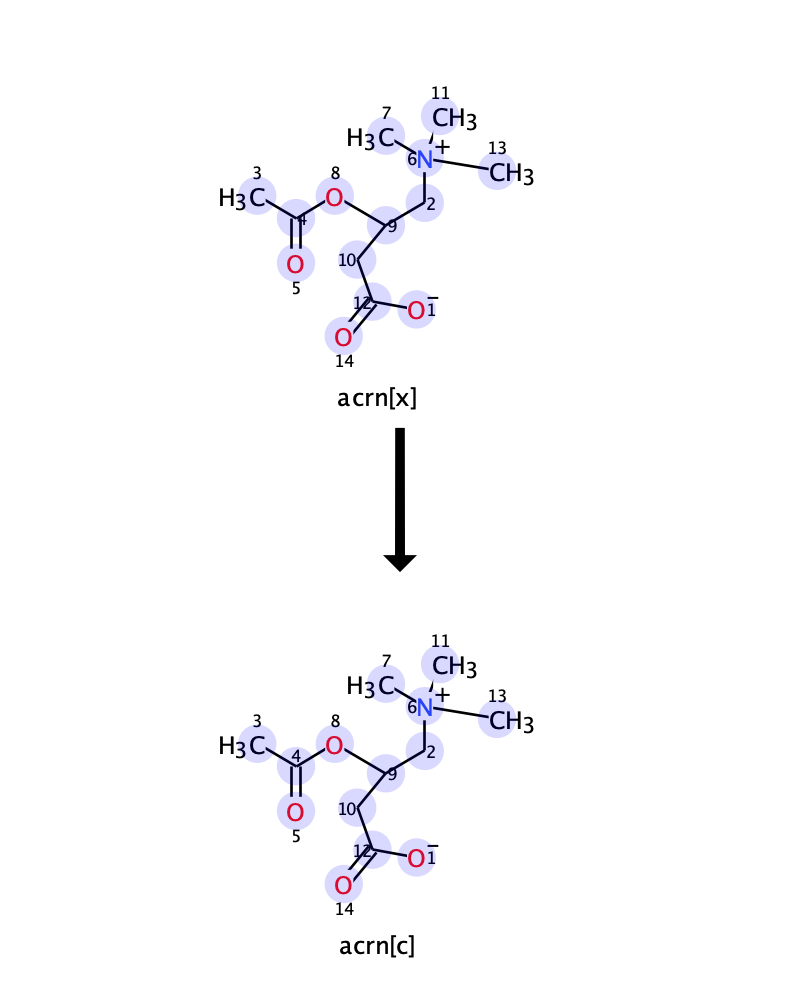 11
7 CH3
H3C + 13
6 N CH3
3 8
H3C O 2
4 9
10
O
5 12 O 1 −
O
14
acrn[x]
11
7 CH3
H3C + 13
6 N CH3
3 8
H3C O 2
4 9
10
O
5 12 O 1 −
O
14
acrn[c]